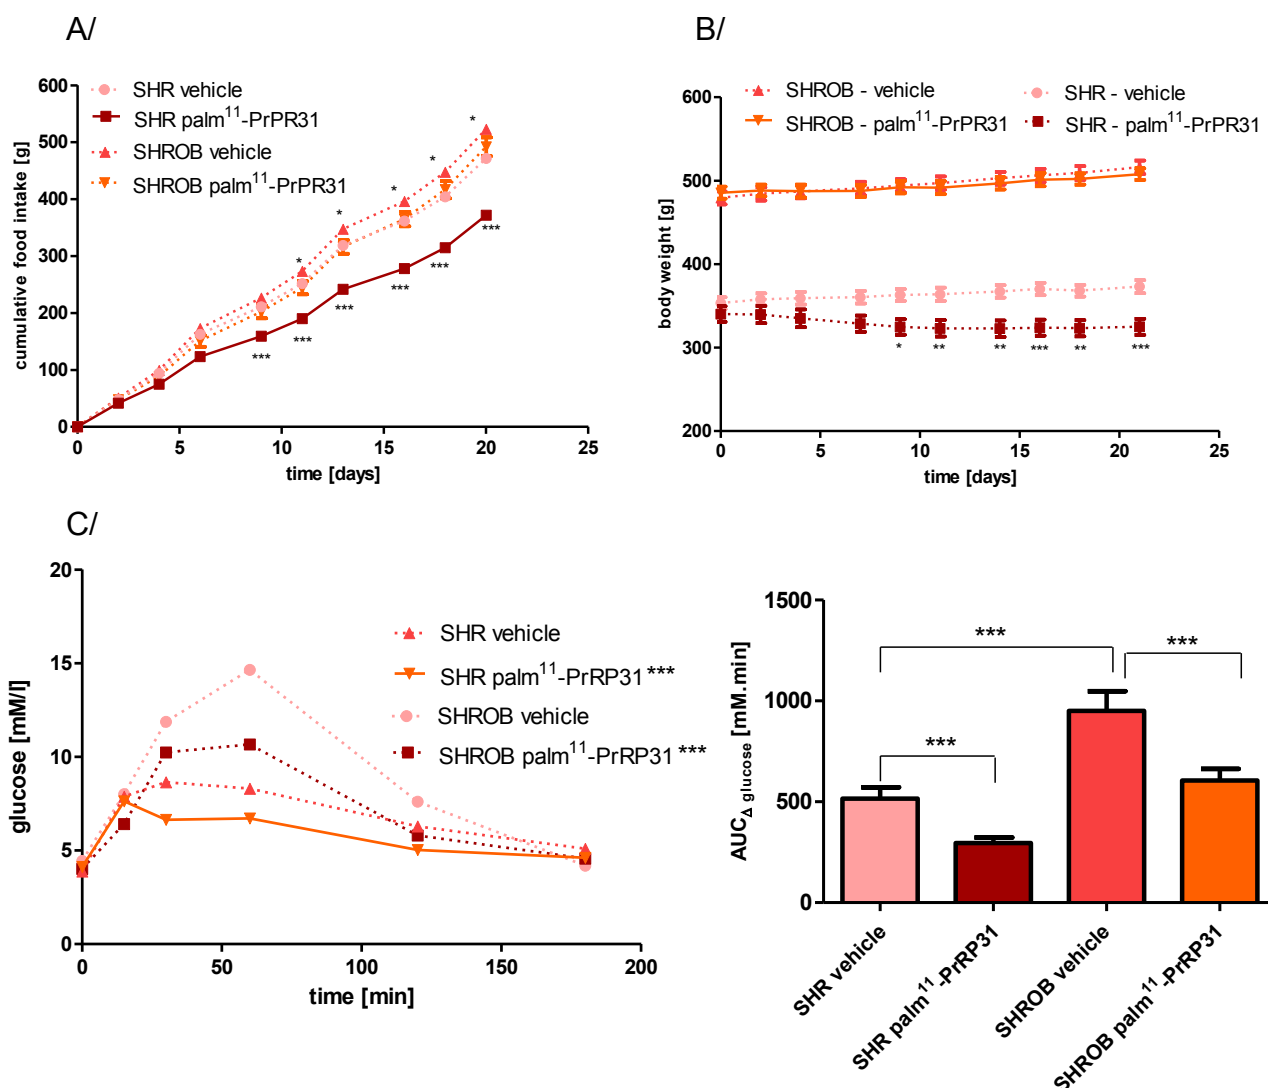 A/
600
500
400
300
200
100
0
0
5
10
15
20
25
cumulative food intake [g]
time [days]
SHR vehicle
SHR palm¹¹-PrPR31
SHROB vehicle
SHROB palm¹¹-PrPR31
*
*
*
*
*
***
***
***
***
***
***
B/
600
500
400
300
200
0
5
10
15
20
25
body weight [g]
time [days]
SHROB - vehicle
SHROB - palm¹¹-PrPR31
SHR - vehicle
SHR - palm¹¹-PrPR31
*
**
**
***
**
***
C/
20
15
10
5
0
0
50
100
150
200
glucose [mM/l]
time [min]
SHR vehicle
SHR palm¹¹-PrRP31 ***
SHROB vehicle
SHROB palm¹¹-PrRP31 ***
1500
1000
500
0
AUC Δ glucose [mM.min]
***
***
***
SHR vehicle
SHR palm¹¹-PrRP31
SHROB vehicle
SHROB palm¹¹-PrRP31